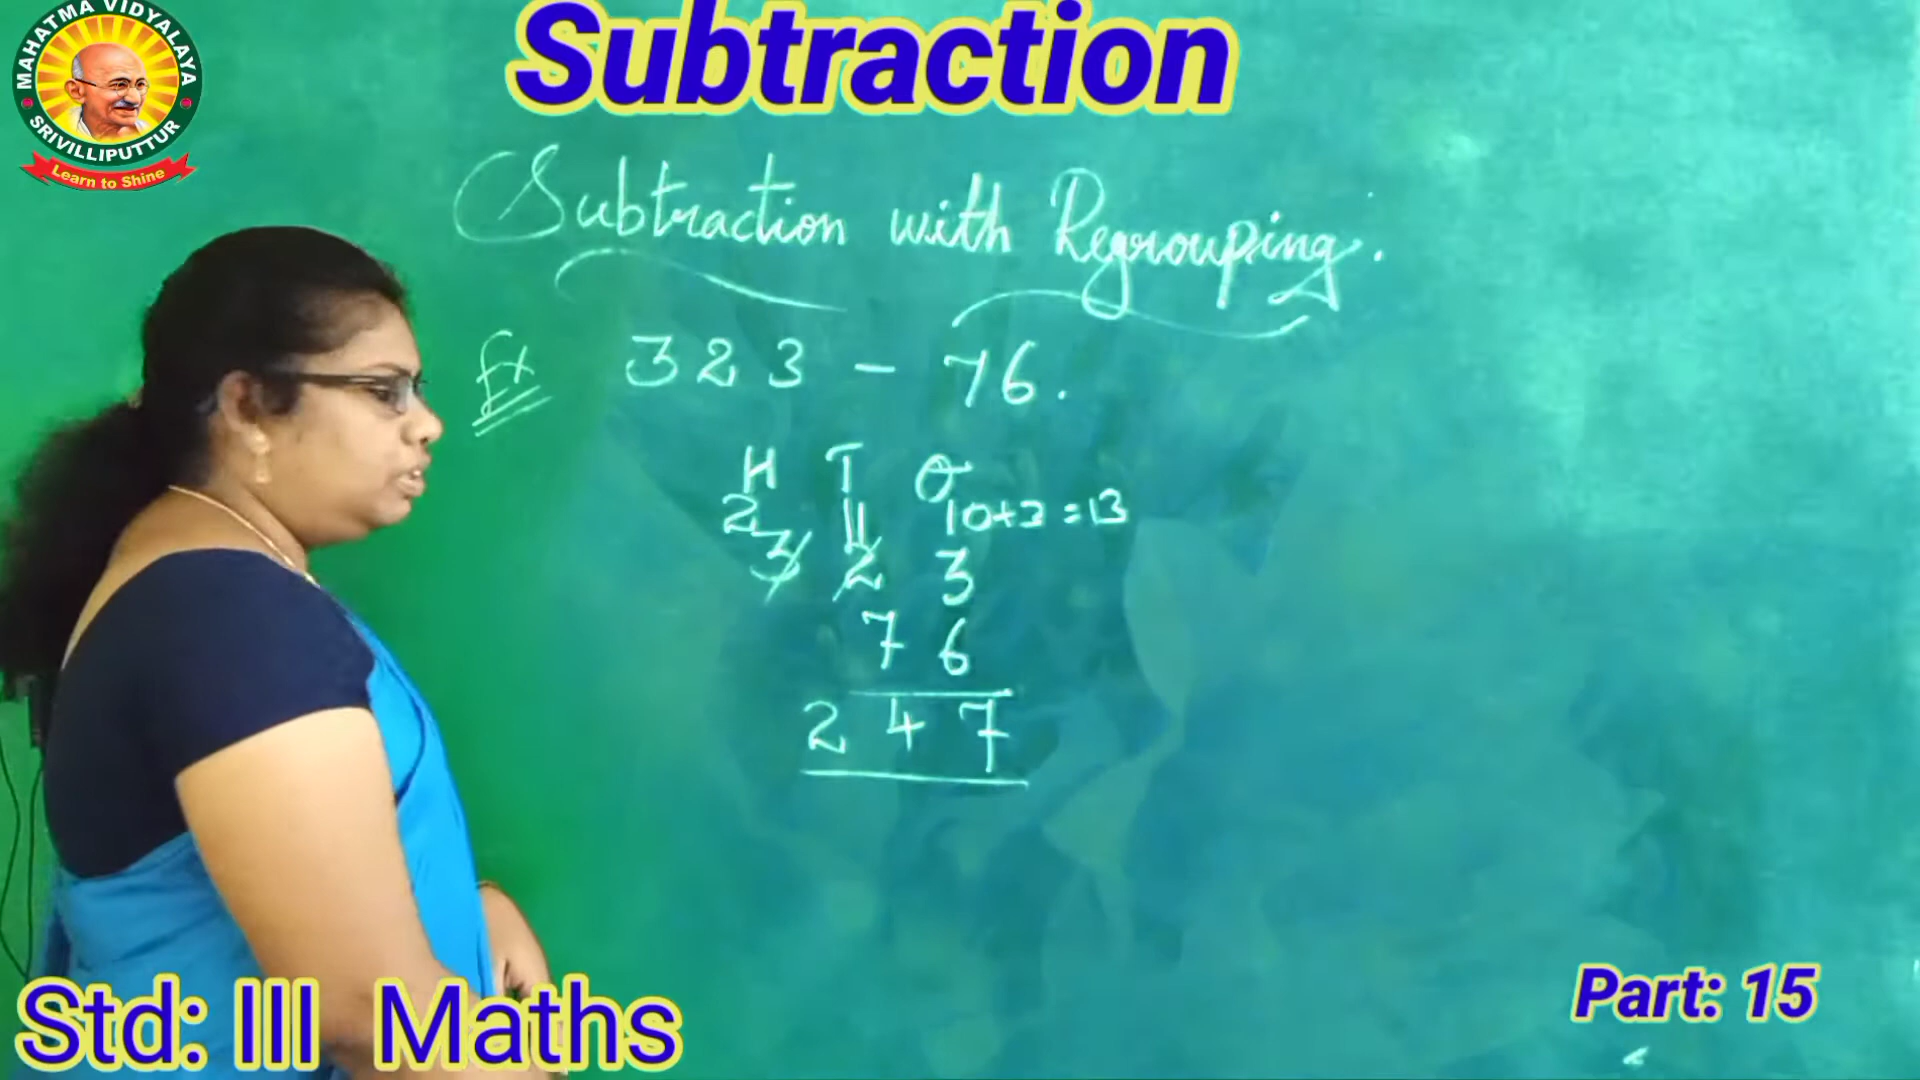 MAHATMA VIDYALAYA
SRIVILLIPUTTUR
Learn to Shine
Subtraction
Subtraction with Regrouping.
Ex 323 - 76.
H T O
2 11 10+3=13
3 2 3
7 6
2 4 7
Std: III Maths
Part: 15